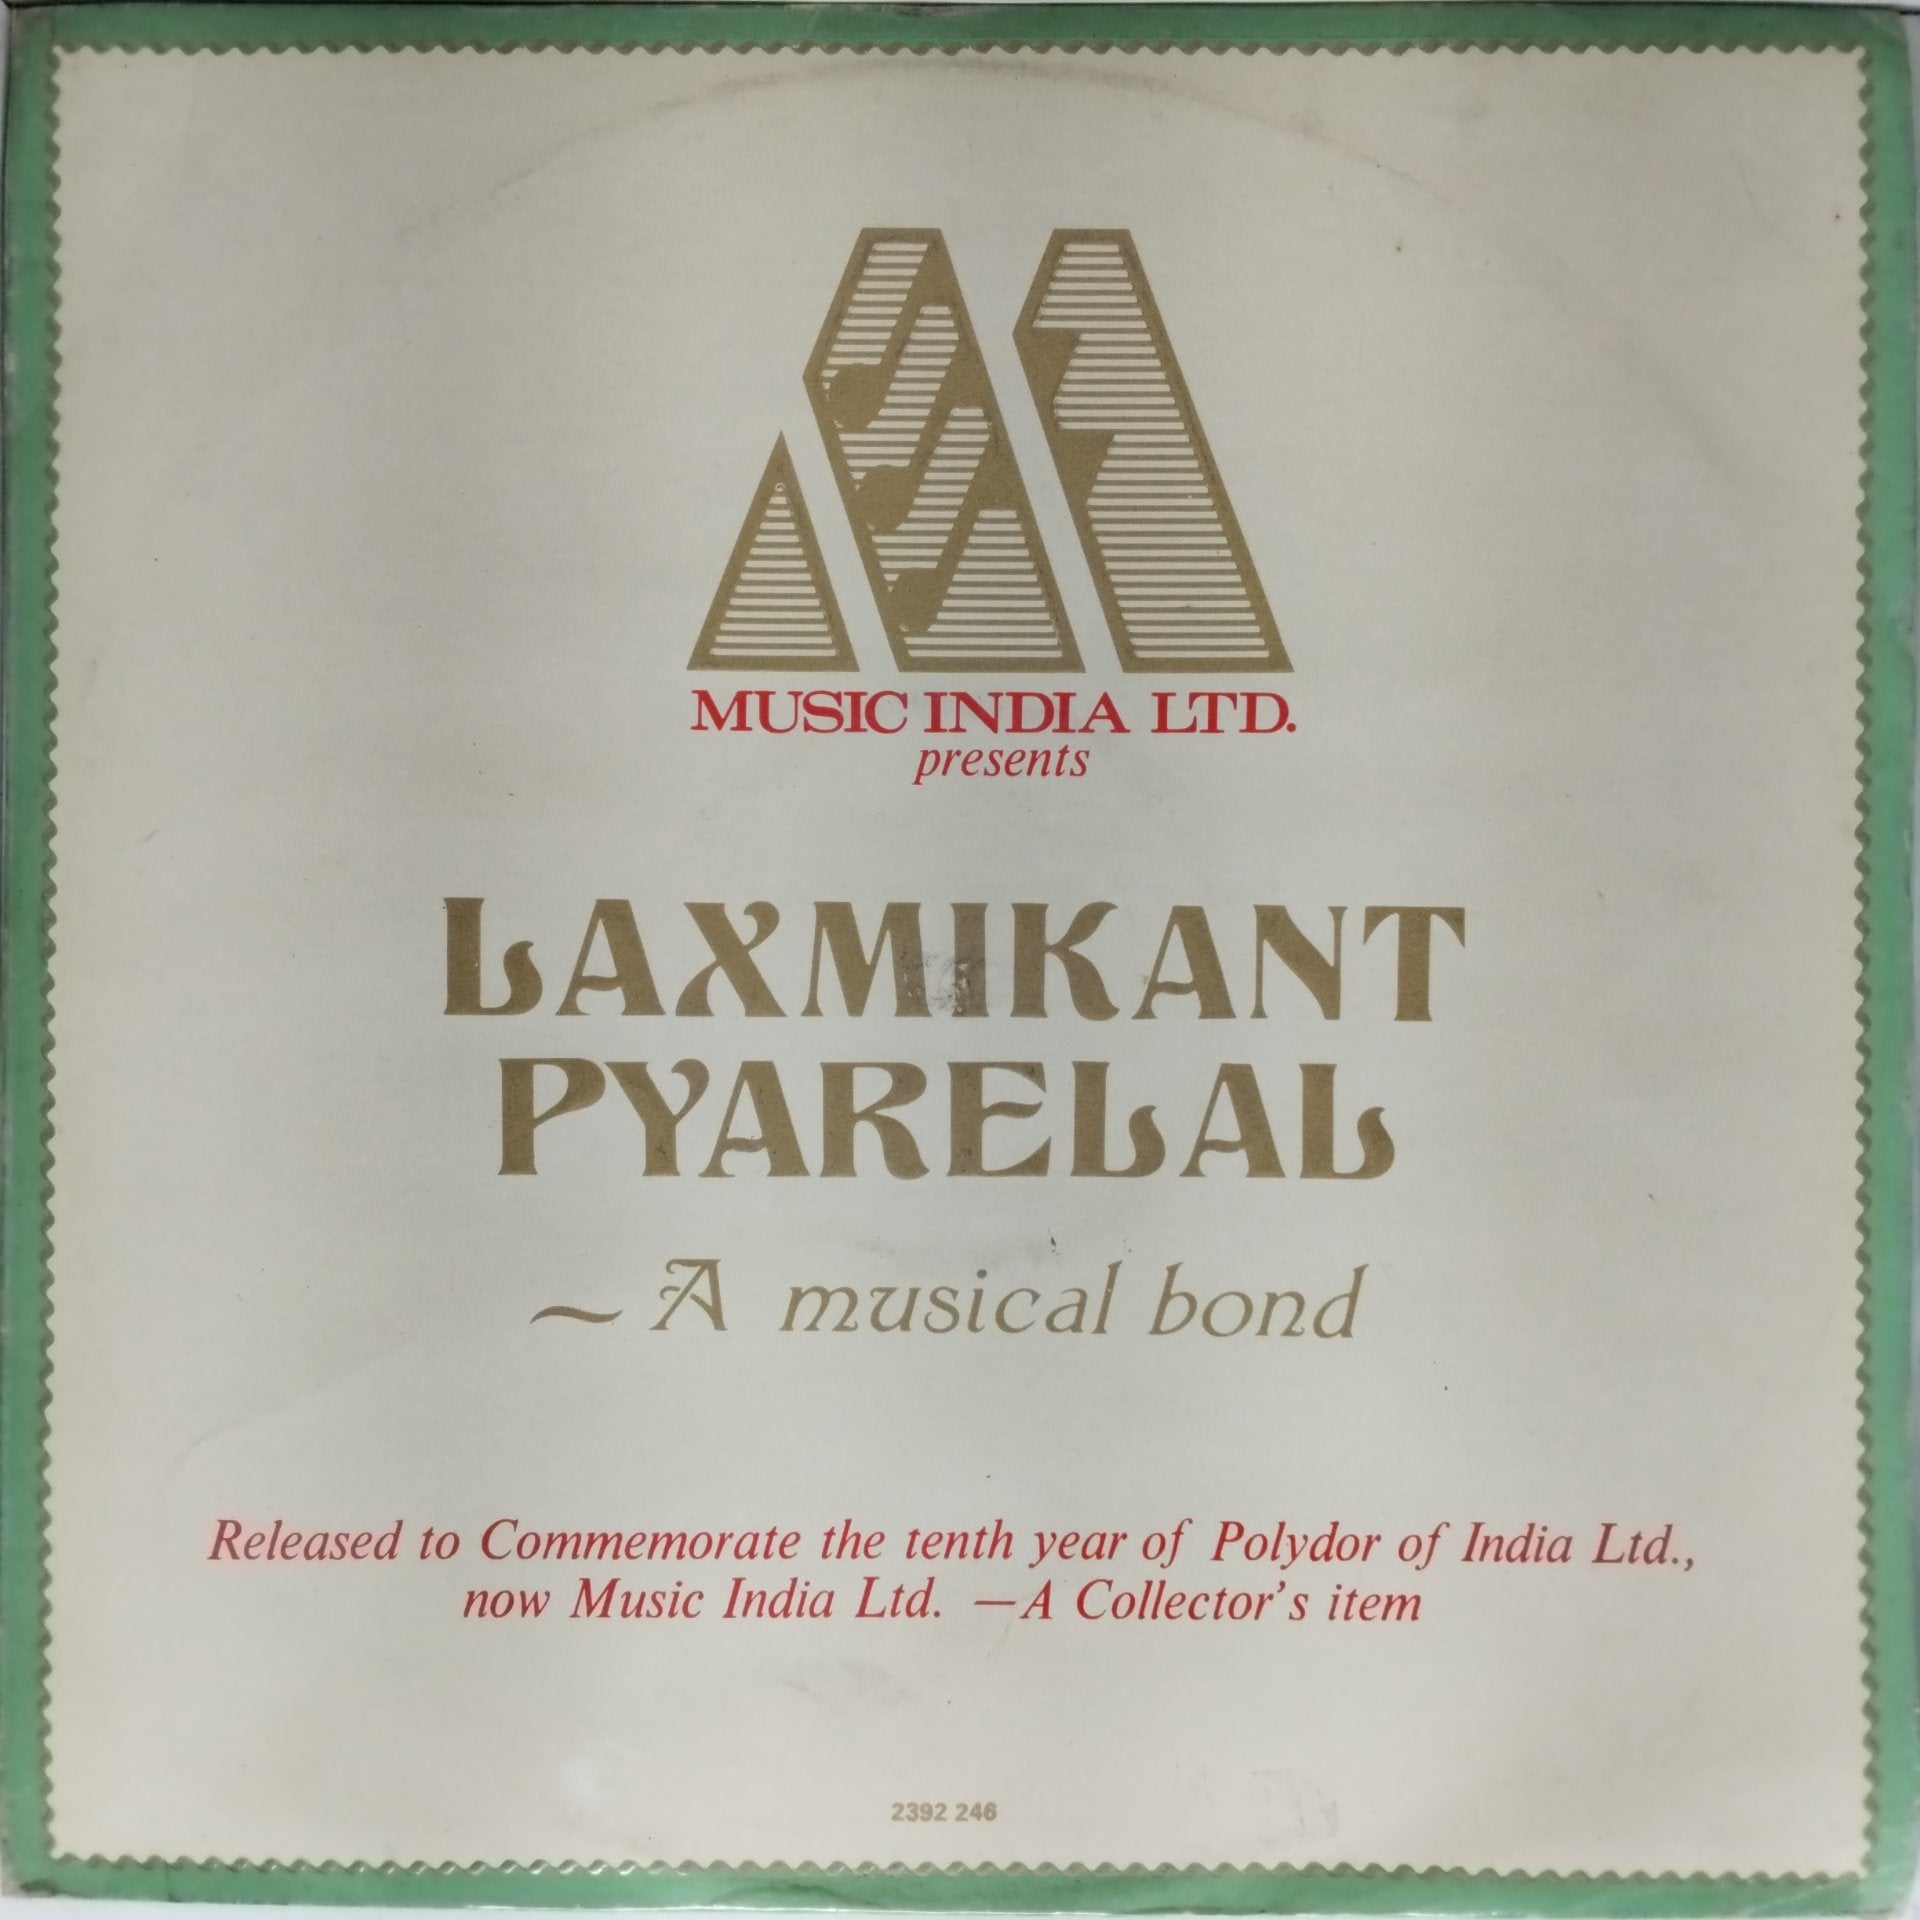 MUSIC INDIA LTD.
presents
LAXMIKANT
PYARELAL
~A musical bond
Released to Commemorate the tenth year of Polydor of India Ltd.,
now Music India Ltd. —A Collector's item
2392 246